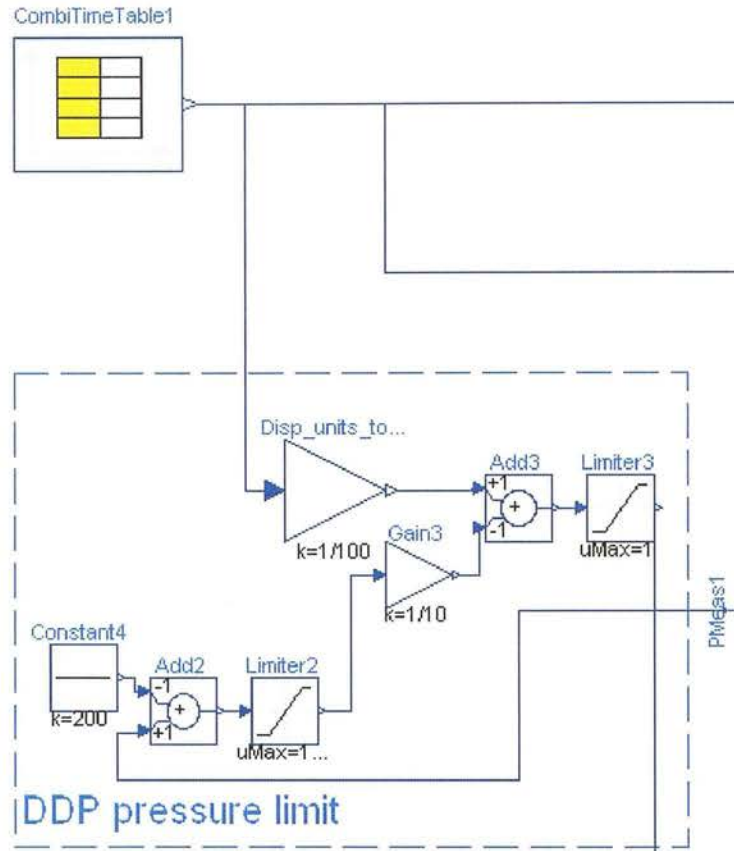 CombiTimeTable1
Disp_units_to...
+1
-1
Add3
Limiter3
k=1/100
uMax=1
Gain3
k=1/10
PMeas1
Constant4
k=200
Add2
-1
+1
Limiter2
uMax=1...
+
+
DDP pressure limit